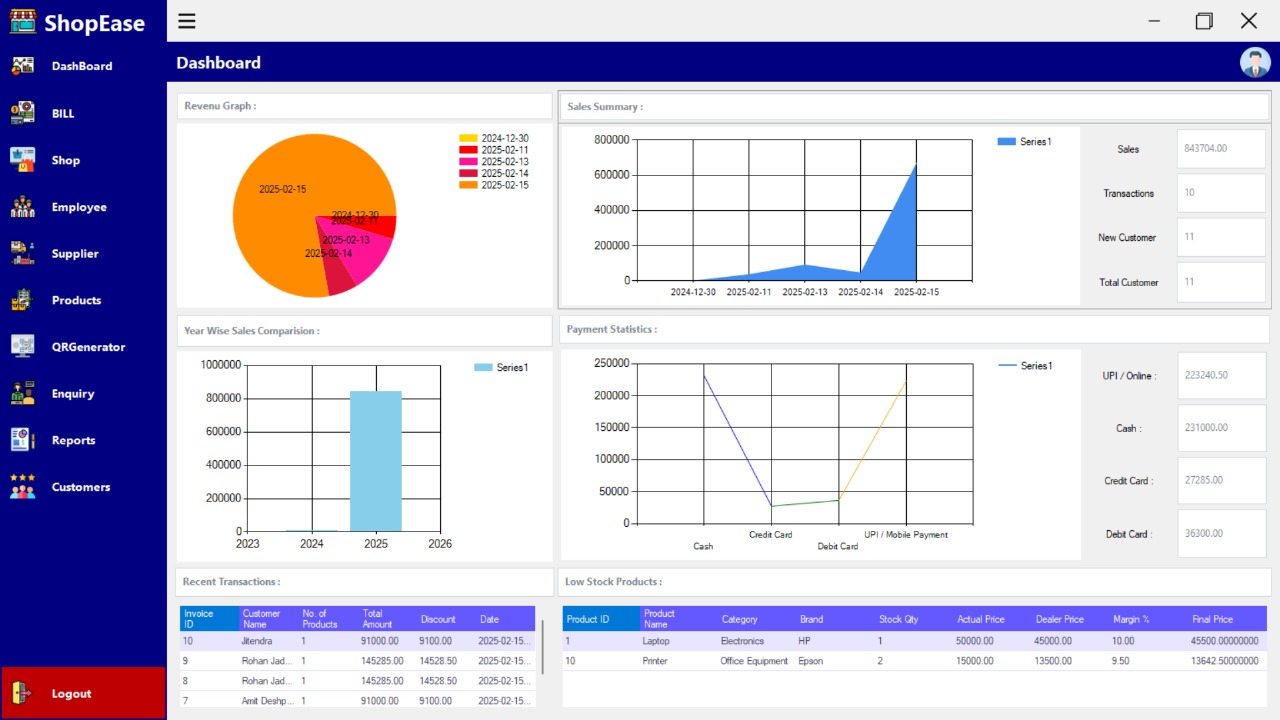 ShopEase
DashBoard
BILL
Shop
Employee
Supplier
Products
QRGenerator
Enquiry
Reports
Customers
Logout
Dashboard
Revenu Graph :
2025-02-15
2024-12-30
2025-02-11
2025-02-13
2025-02-14
2024-12-30
2025-02-11
2025-02-13
2025-02-14
2025-02-15
Sales Summary :
800000
600000
400000
200000
0
2024-12-30 2025-02-11 2025-02-13 2025-02-14 2025-02-15
Series1
Sales 843704.00
Transactions 10
New Customer 11
Total Customer 11
Year Wise Sales Comparision :
1000000
800000
600000
400000
200000
0
2023 2024 2025 2026
Series1
Payment Statistics :
250000
200000
150000
100000
50000
0
Cash Credit Card Debit Card UPI / Mobile Payment
Series1
UPI / Online : 223240.50
Cash : 231000.00
Credit Card : 27285.00
Debit Card : 36300.00
Recent Transactions :
Invoice ID Customer Name No. of Products Total Amount Discount Date
10 Jitendra 1 91000.00 9100.00 2025-02-15...
9 Rohan Jad... 1 145285.00 14528.50 2025-02-15...
8 Rohan Jad... 1 145285.00 14528.50 2025-02-15...
7 Amit Deshp... 1 91000.00 9100.00 2025-02-15...
Low Stock Products :
Product ID Product Name Category Brand Stock Qty Actual Price Dealer Price Margin % Final Price
1 Laptop Electronics HP 1 50000.00 45000.00 10.00 45500.00000000
10 Printer Office Equipment Epson 2 15000.00 13500.00 9.50 13642.5000000